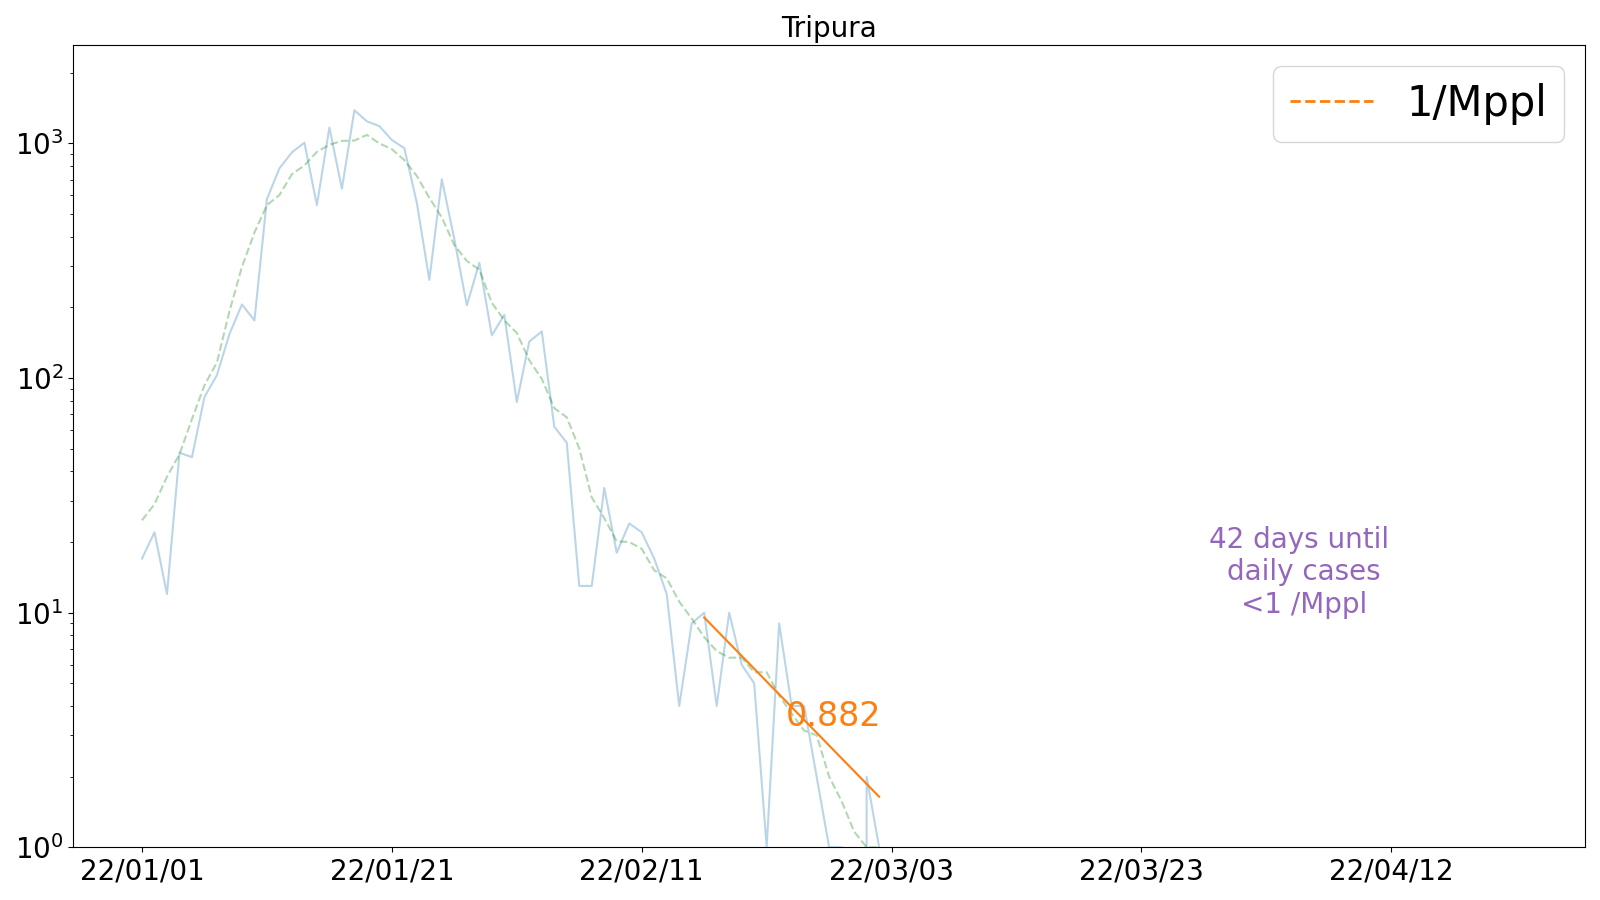 Tripura
1/Mppl
10³
10²
10¹
10⁰
42 days until
daily cases
<1 /Mppl
0.882
22/01/01 22/01/21 22/02/11 22/03/03 22/03/23 22/04/12